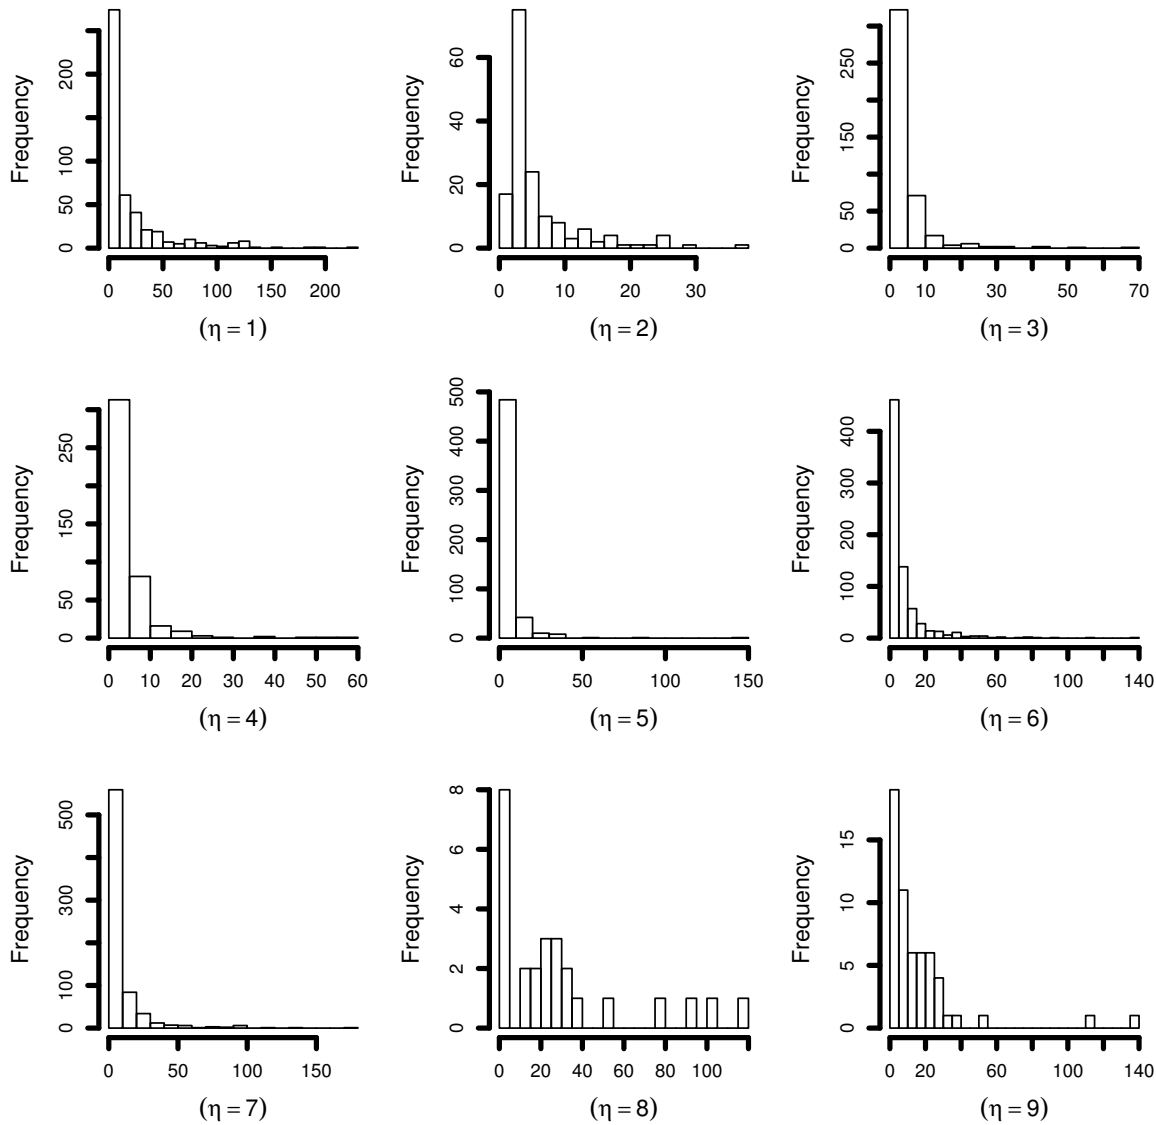 Frequency
0 50 100 200
0 50 100 150 200
(η = 1)
Frequency
0 20 40 60
0 10 20 30
(η = 2)
Frequency
0 50 150 250
0 10 30 50 70
(η = 3)
Frequency
0 50 150 250
0 10 20 30 40 50 60
(η = 4)
Frequency
0 100 200 300 400 500
0 50 100 150
(η = 5)
Frequency
0 100 200 300 400
0 20 60 100 140
(η = 6)
Frequency
0 100 300 500
0 50 100 150
(η = 7)
Frequency
0 2 4 6 8
0 20 40 60 80 100
(η = 8)
Frequency
0 5 10 15
0 20 60 100 140
(η = 9)